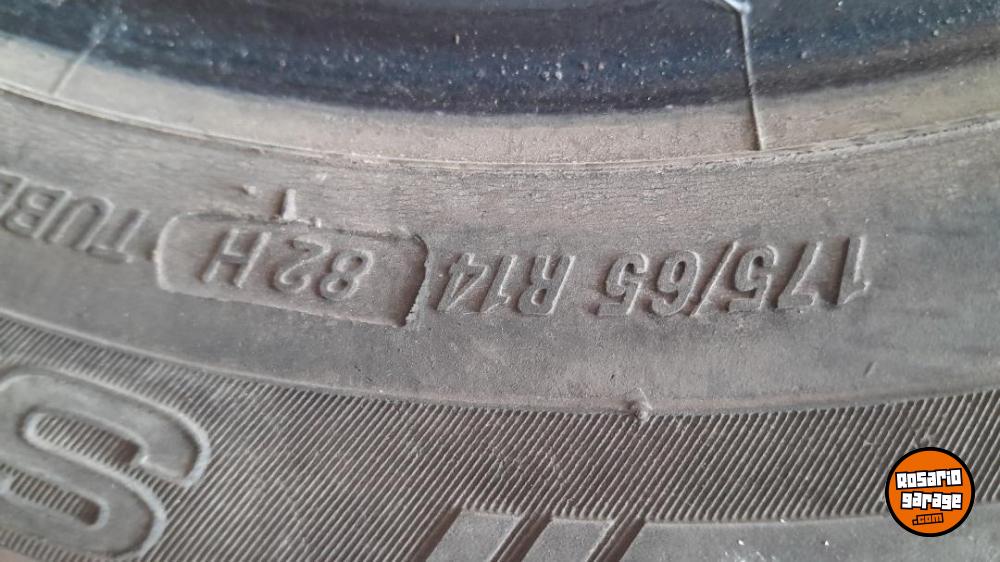 175/65 R14 82H TUBE
Rosario
garage
.com